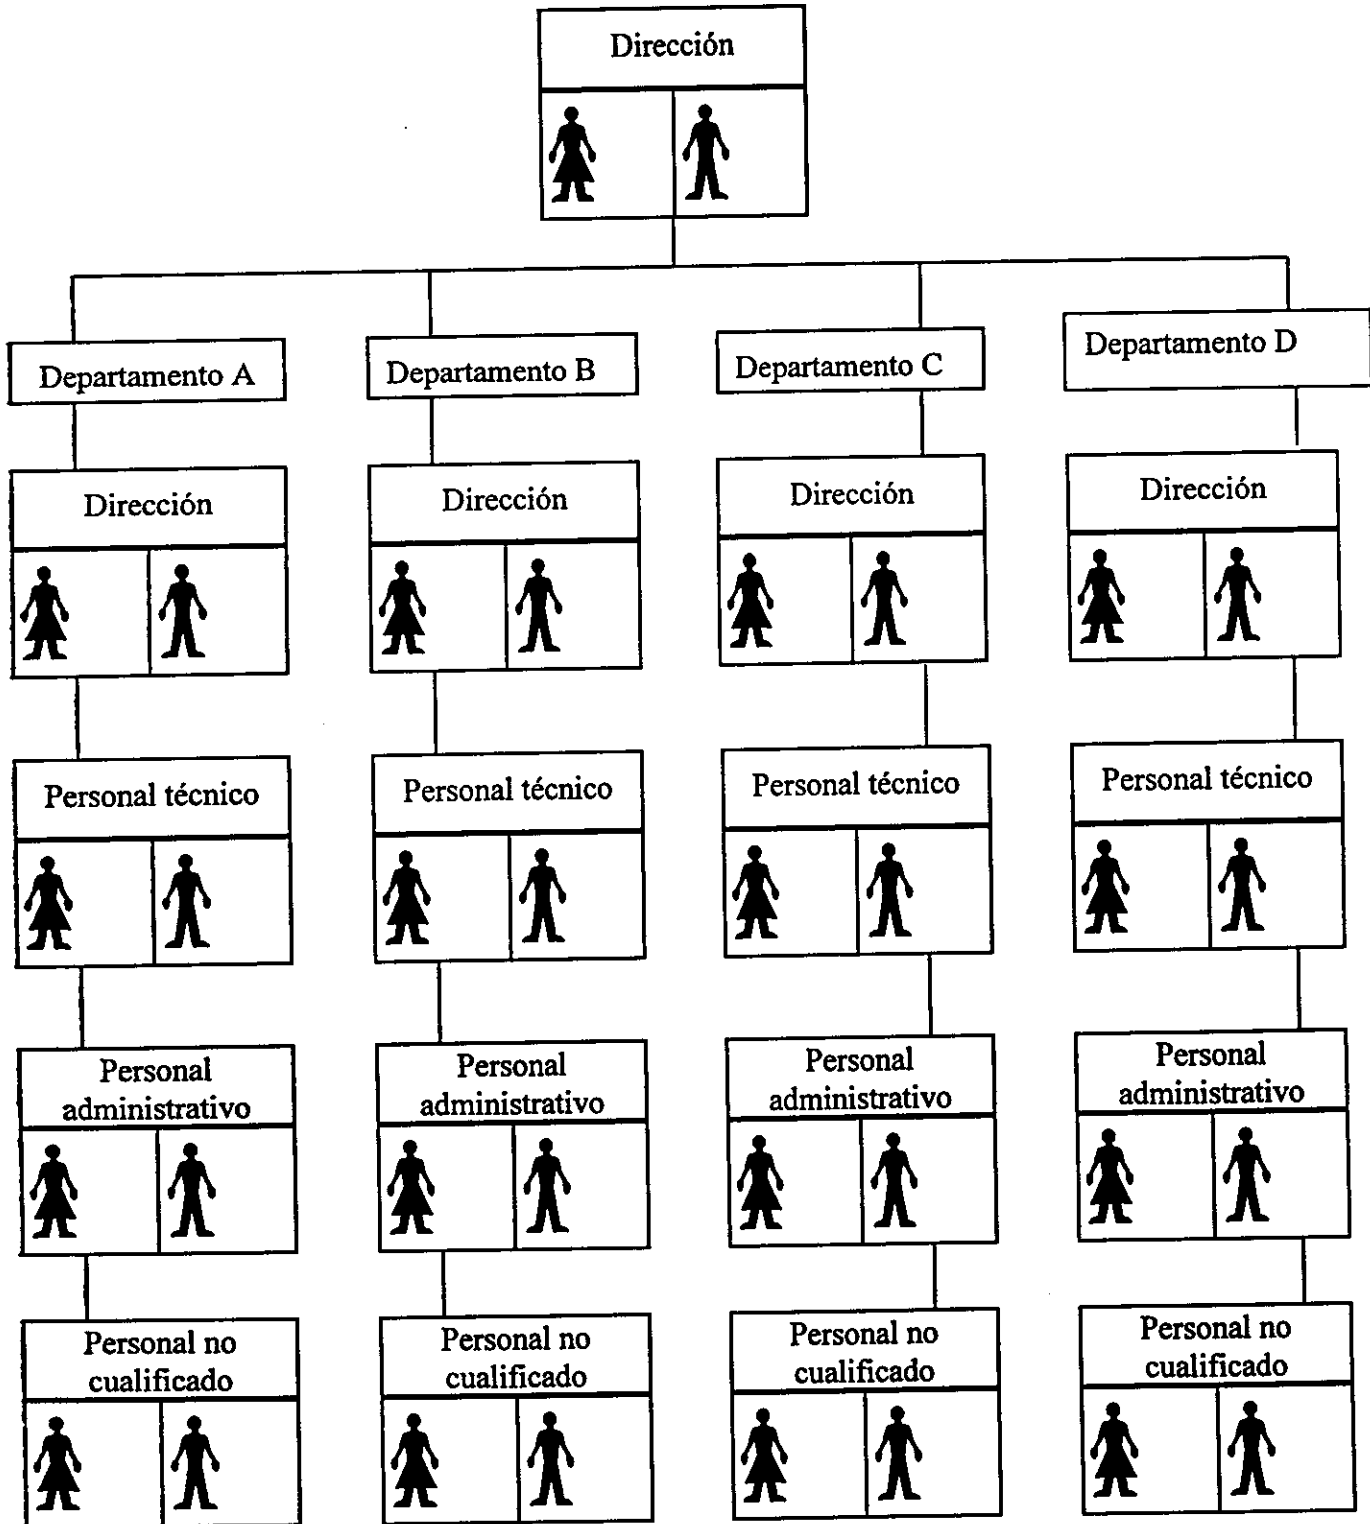 Dirección
Departamento A
Departamento B
Departamento C
Departamento D
Dirección
Dirección
Dirección
Dirección
Personal técnico
Personal técnico
Personal técnico
Personal técnico
Personal
administrativo
Personal
administrativo
Personal
administrativo
Personal
administrativo
Personal no
cualificado
Personal no
cualificado
Personal no
cualificado
Personal no
cualificado